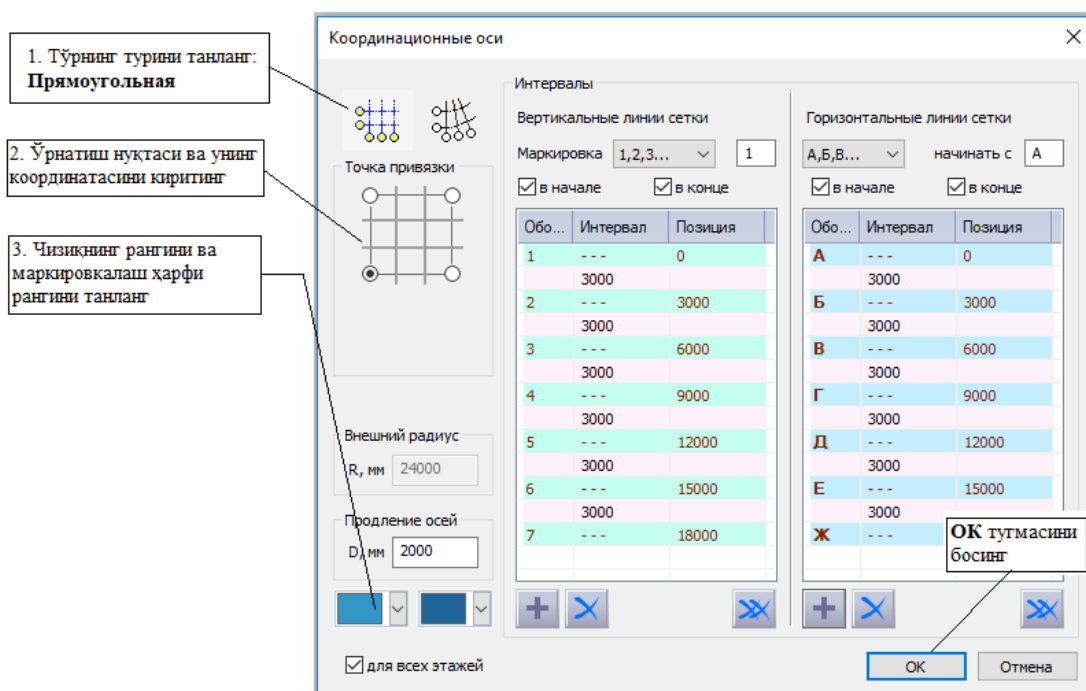 1. Тўрнинг турини танланг:
Прямоугольная
2. Ўрнатиш нуқтаси ва унинг
координатасини киритинг
3. Чизиқнинг рангини ва
маркировкалаш ҳарфи
рангини танланг
Координационные оси
Точка привязки
Внешний радиус
R, мм 24000
Продление осей
D, мм 2000
для всех этажей
Интервалы
Вертикальные линии сетки
Маркировка 1,2,3... 1
в начале в конце
Обо... Интервал Позиция
1 - - - 0
3000
2 - - - 3000
3000
3 - - - 6000
3000
4 - - - 9000
3000
5 - - - 12000
3000
6 - - - 15000
3000
7 - - - 18000
Горизонтальные линии сетки
А,Б,В... начинать с А
в начале в конце
Обо... Интервал Позиция
А - - - 0
3000
Б - - - 3000
3000
В - - - 6000
3000
Г - - - 9000
3000
Д - - - 12000
3000
Е - - - 15000
3000
Ж - - -
ОК тугмасини
босинг
ОК Отмена